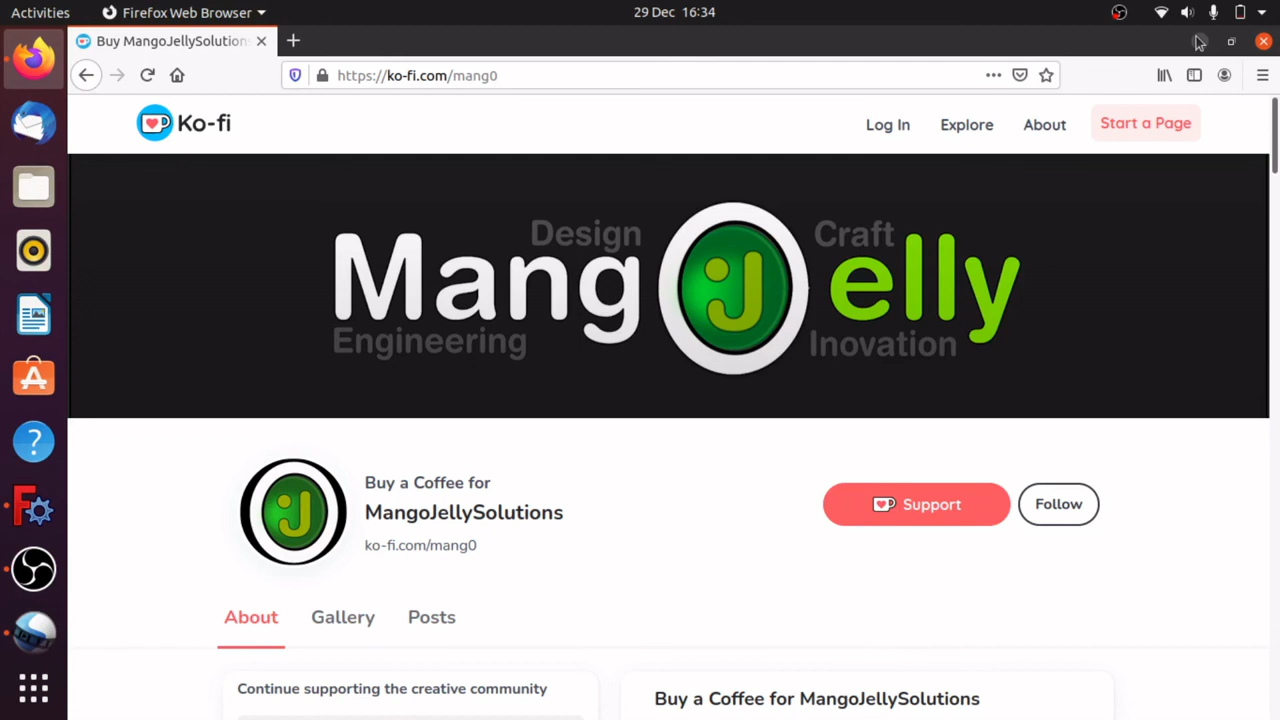 Activities Firefox Web Browser 29 Dec 16:34
Buy MangoJellySolution
https://ko-fi.com/mang0
Ko-fi Log In Explore About Start a Page
Design Craft
Mang J elly
Engineering Inovation
J
Buy a Coffee for
MangoJellySolutions
ko-fi.com/mang0
Support Follow
About Gallery Posts
Continue supporting the creative community
Buy a Coffee for MangoJellySolutions